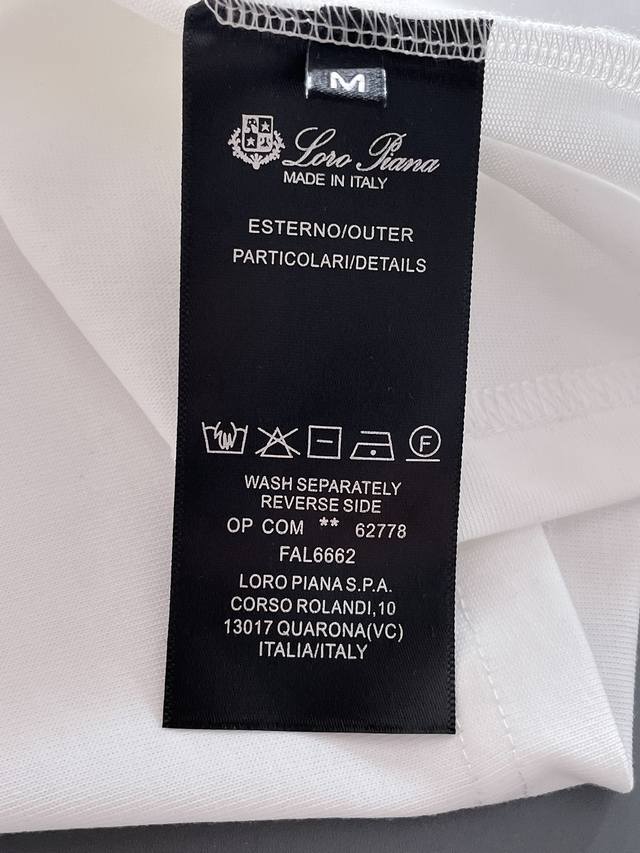 M
Loro Piana
MADE IN ITALY
ESTERNO/OUTER
PARTICOLARI/DETAILS
F
WASH SEPARATELY
REVERSE SIDE
OP COM ** 62778
FAL6662
LORO PIANA S.P.A.
CORSO ROLANDI,10
13017 QUARONA(VC)
ITALIA/ITALY